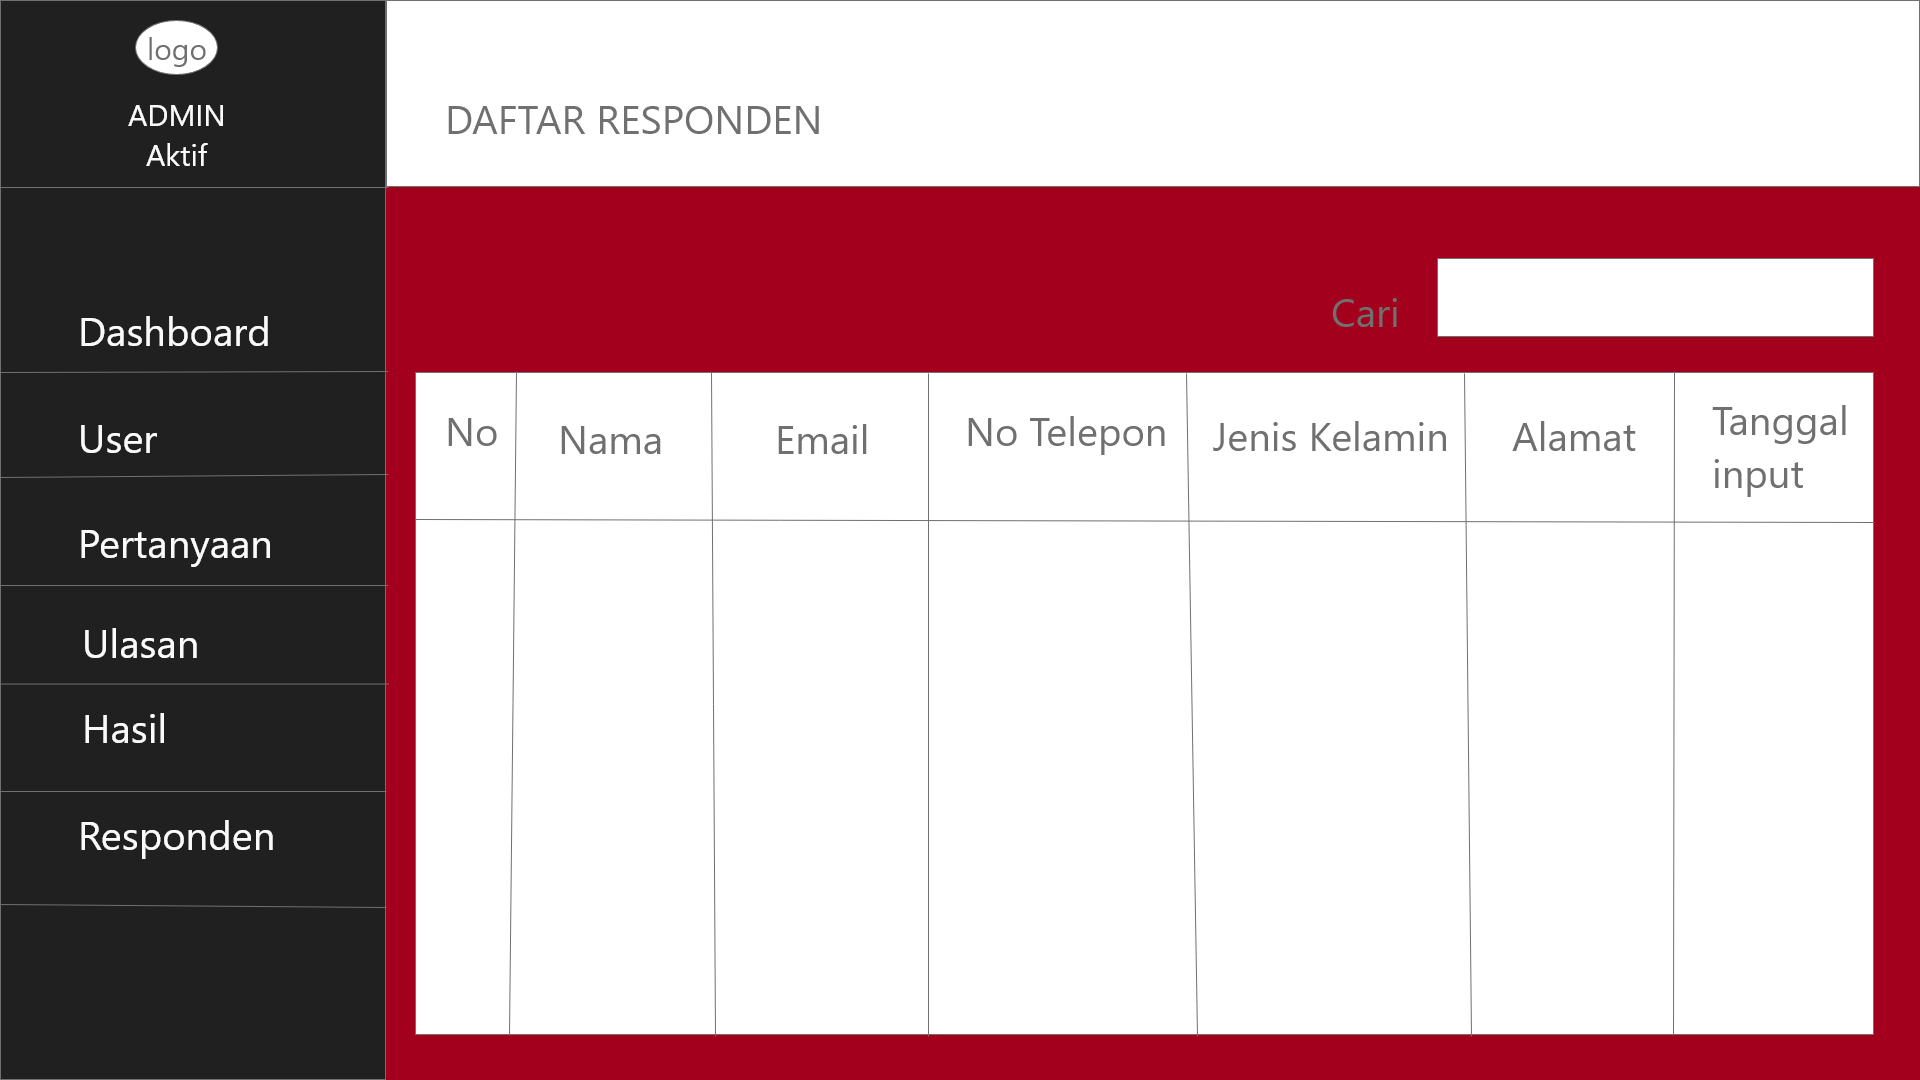 logo
ADMIN
Aktif
DAFTAR RESPONDEN
Dashboard
User
Pertanyaan
Ulasan
Hasil
Responden
Cari
No
Nama
Email
No Telepon
Jenis Kelamin
Alamat
Tanggal
input